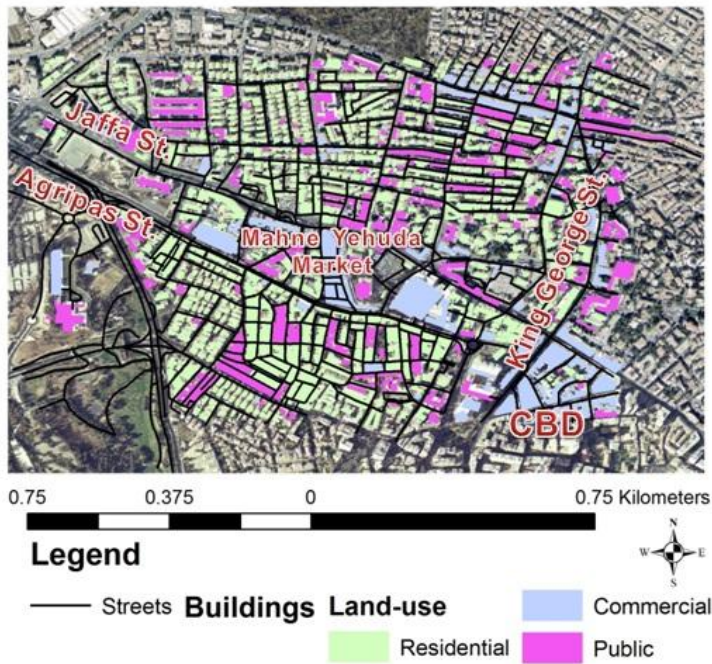 Jaffa St.
Agripas St.
Mahne Yehuda
Market
King George St.
CBD
0.75 0.375 0 0.75 Kilometers
Legend
N
W E
S
Streets Buildings Land-use
Commercial
Residential
Public